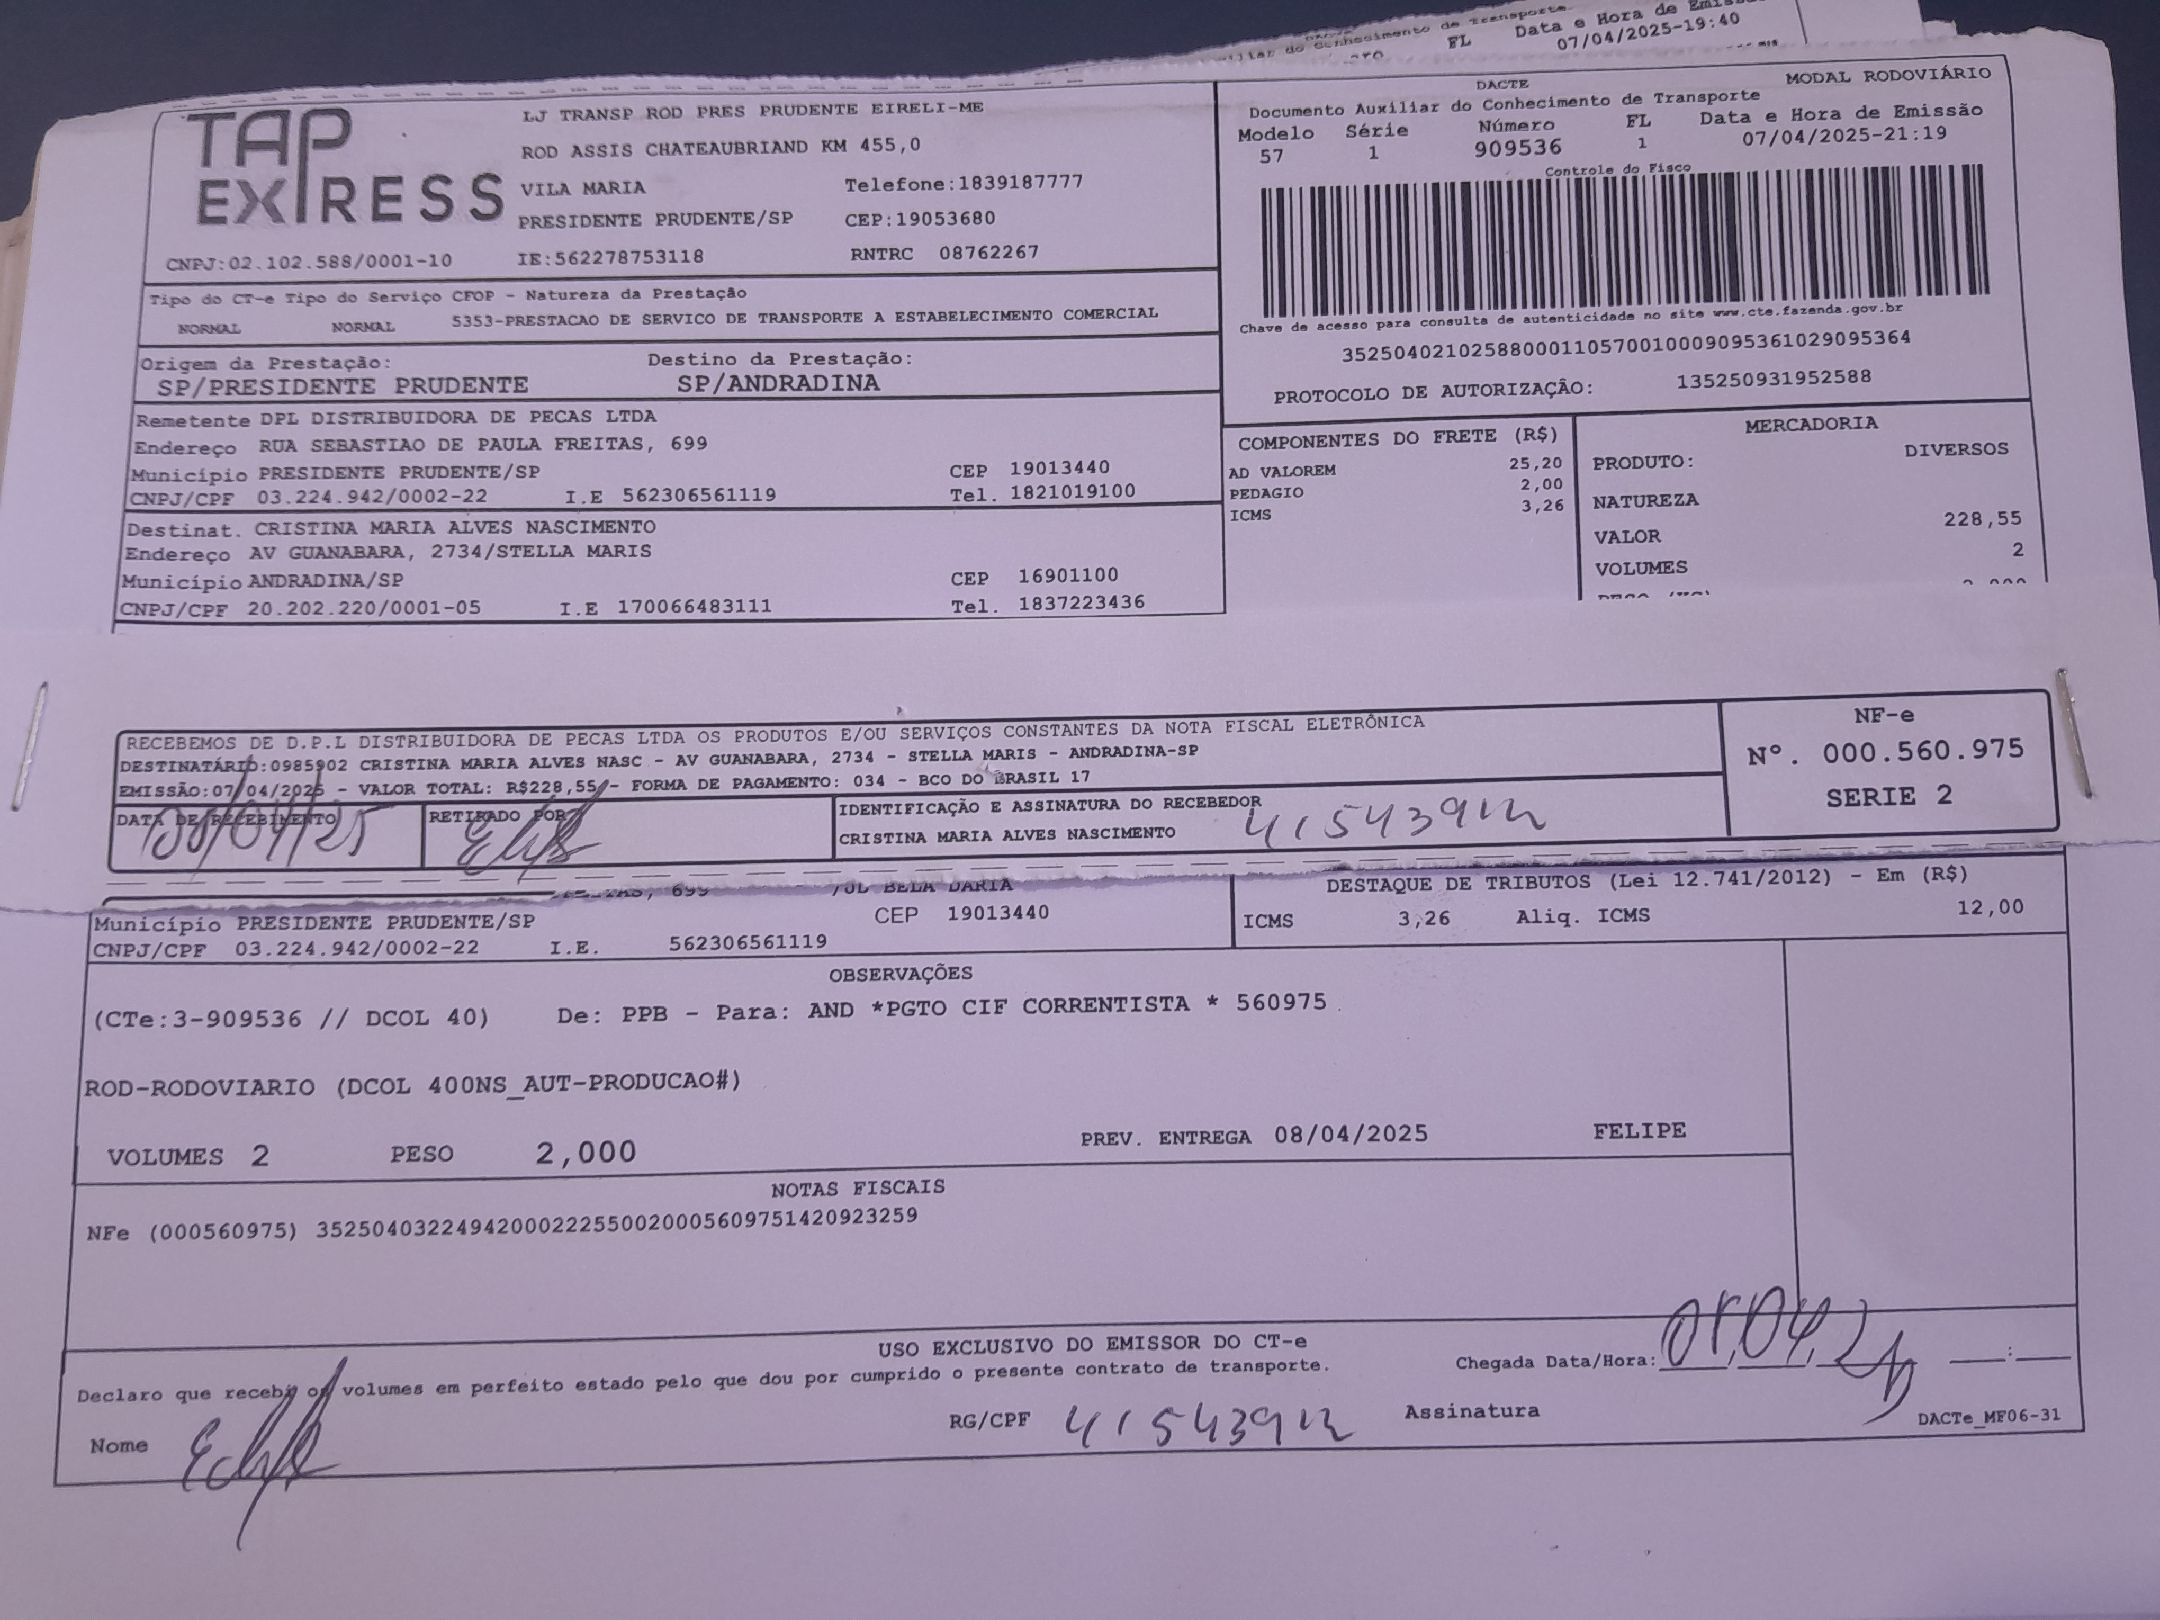 Data e Hora de
FL
07/04/2025-19:40
TAP EXPRESS
LJ TRANSP ROD PRES PRUDENTE EIRELI-ME
ROD ASSIS CHATEAUBRIAND KM 455,0
VILA MARIA Telefone:1839187777
PRESIDENTE PRUDENTE/SP CEP:19053680
CNPJ:02.102.588/0001-10 IE:562278753118 RNTRC 08762267
DACTE MODAL RODOVIÁRIO
Documento Auxiliar do Conhecimento de Transporte
Modelo Série Número FL Data e Hora de Emissão
57 1 909536 1 07/04/2025-21:19
Controle do Fisco
Chave de acesso para consulta de autenticidade no site www.cte.fazenda.gov.br
35250402102588000110570010009095361029095364
PROTOCOLO DE AUTORIZAÇÃO: 135250931952588
Tipo do CT-e Tipo do Serviço CFOP - Natureza da Prestação
NORMAL NORMAL 5353-PRESTACAO DE SERVICO DE TRANSPORTE A ESTABELECIMENTO COMERCIAL
Origem da Prestação: Destino da Prestação:
SP/PRESIDENTE PRUDENTE SP/ANDRADINA
Remetente DPL DISTRIBUIDORA DE PECAS LTDA
Endereço RUA SEBASTIAO DE PAULA FREITAS, 699
Município PRESIDENTE PRUDENTE/SP CEP 19013440
CNPJ/CPF 03.224.942/0002-22 I.E 562306561119 Tel. 1821019100
Destinat. CRISTINA MARIA ALVES NASCIMENTO
Endereço AV GUANABARA, 2734/STELLA MARIS
Município ANDRADINA/SP CEP 16901100
CNPJ/CPF 20.202.220/0001-05 I.E 170066483111 Tel. 1837223436
COMPONENTES DO FRETE (R$)
AD VALOREM 25,20
PEDAGIO 2,00
ICMS 3,26
MERCADORIA
PRODUTO: DIVERSOS
NATUREZA
VALOR 228,55
VOLUMES 2
RECEBEMOS DE D.P.L DISTRIBUIDORA DE PECAS LTDA OS PRODUTOS E/OU SERVIÇOS CONSTANTES DA NOTA FISCAL ELETRÔNICA
DESTINATÁRIO:0985902 CRISTINA MARIA ALVES NASC - AV GUANABARA, 2734 - STELLA MARIS - ANDRADINA-SP
EMISSÃO:07/04/2025 - VALOR TOTAL: R$228,55 - FORMA DE PAGAMENTO: 034 - BCO DO BRASIL 17
DATA DE RECEBIMENTO RETIRADO POR IDENTIFICAÇÃO E ASSINATURA DO RECEBEDOR
CRISTINA MARIA ALVES NASCIMENTO
NF-e
Nº. 000.560.975
SERIE 2
699
Município PRESIDENTE PRUDENTE/SP CEP 19013440
CNPJ/CPF 03.224.942/0002-22 I.E. 562306561119
DESTAQUE DE TRIBUTOS (Lei 12.741/2012) - Em (R$)
ICMS 3,26 Aliq. ICMS 12,00
OBSERVAÇÕES
(CTe:3-909536 // DCOL 40) De: PPB - Para: AND *PGTO CIF CORRENTISTA * 560975
ROD-RODOVIARIO (DCOL 400NS_AUT-PRODUCAO#)
VOLUMES 2 PESO 2,000 PREV. ENTREGA 08/04/2025 FELIPE
NOTAS FISCAIS
NFe (000560975) 35250403224942000222550020005609751420923259
USO EXCLUSIVO DO EMISSOR DO CT-e
Declaro que recebi os volumes em perfeito estado pelo que dou por cumprido o presente contrato de transporte.
Chegada Data/Hora:
Nome RG/CPF Assinatura
DACTe_MF06-31